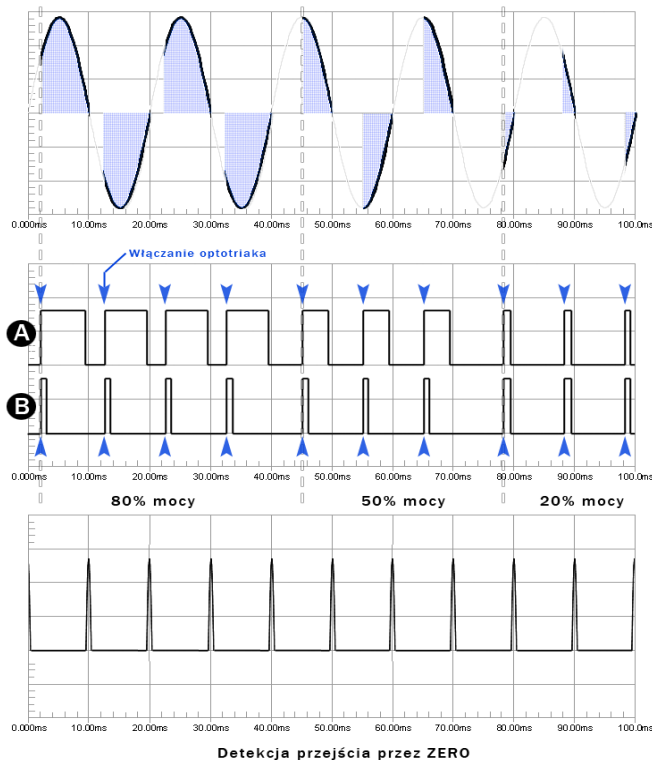 0.000ms 10.00ms 20.00ms 30.00ms 40.00ms 50.00ms 60.00ms 70.00ms 80.00ms 90.00ms 100.0ms
Włączanie optotriaka
A
B
0.000ms 10.00ms 20.00ms 30.00ms 40.00ms 50.00ms 60.00ms 70.00ms 80.00ms 90.00ms 100.0ms
80% mocy 50% mocy 20% mocy
0.000ms 10.00ms 20.00ms 30.00ms 40.00ms 50.00ms 60.00ms 70.00ms 80.00ms 90.00ms 100.0ms
Detekcja przejścia przez ZERO